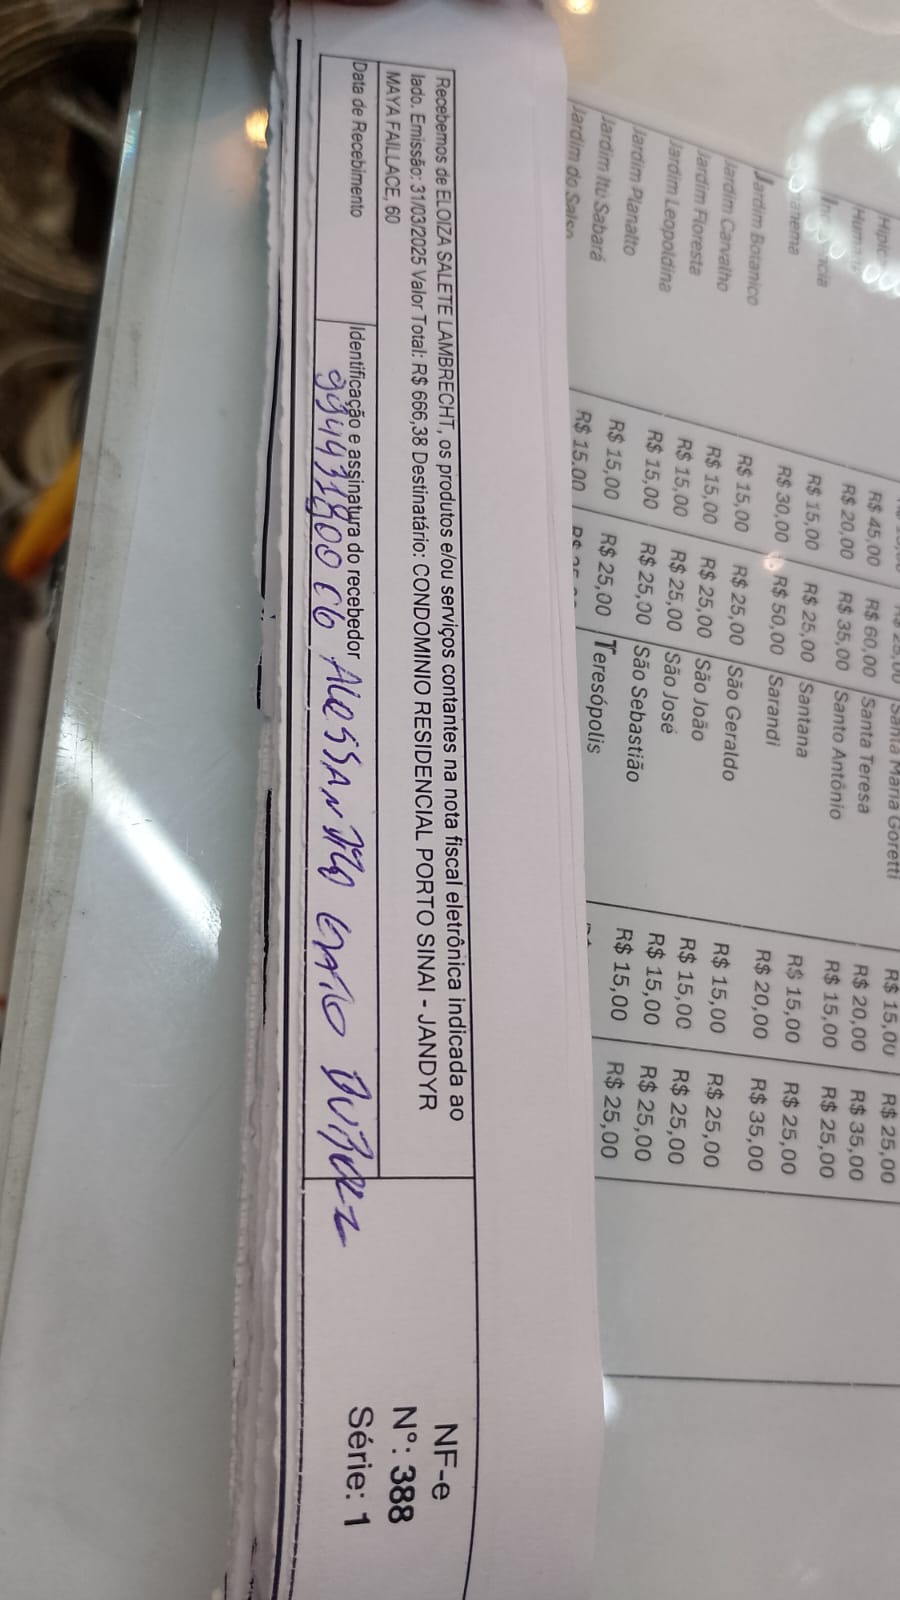 Recebemos de ELOIZA SALETE LAMBRECHT, os produtos e/ou serviços contantes na nota fiscal eletrônica indicada ao
lado. Emissão: 31/03/2025 Valor Total: R$ 666,38 Destinatário: CONDOMINIO RESIDENCIAL PORTO SINAI - JANDYR
MAYA FAILLACE, 60
Data de Recebimento
Identificação e assinatura do recebedor
NF-e
Nº: 388
Série: 1
R$ 15,00 R$ 25,00
R$ 45,00 R$ 60,00 Santa Teresa R$ 20,00 R$ 35,00
R$ 20,00 R$ 35,00 Santo Antônio R$ 15,00 R$ 25,00
R$ 15,00 R$ 25,00 Santana R$ 15,00 R$ 25,00
R$ 30,00 R$ 50,00 Sarandi R$ 20,00 R$ 35,00
Jardim Botanico R$ 15,00 R$ 25,00 São Geraldo R$ 15,00 R$ 25,00
Jardim Carvalho R$ 15,00 R$ 25,00 São João R$ 15,00 R$ 25,00
Jardim Floresta R$ 15,00 R$ 25,00 São José R$ 15,00 R$ 25,00
Jardim Leopoldina R$ 15,00 R$ 25,00 São Sebastião R$ 15,00 R$ 25,00
Jardim Planalto R$ 15,00 R$ 25,00 Teresópolis
Jardim Itú Sabará R$ 15,00
Jardim do Salso